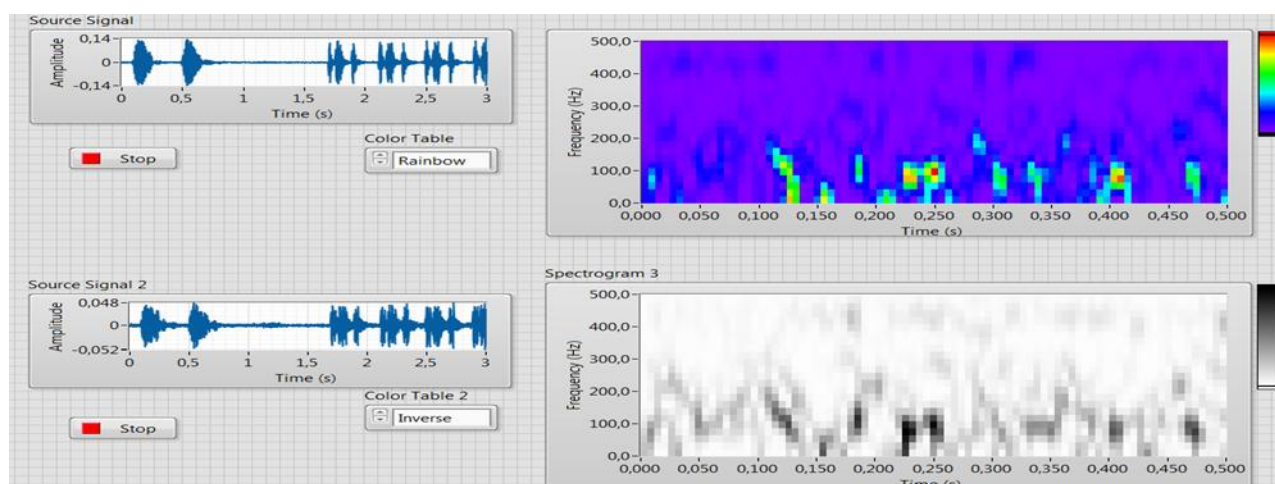 Source Signal
Amplitude
0,14
0
-0,14
0 0,5 1 1,5 2 2,5 3
Time (s)
Stop
Color Table
Rainbow
Frequency (Hz)
500,0
400,0
300,0
200,0
100,0
0,0
0,000 0,050 0,100 0,150 0,200 0,250 0,300 0,350 0,400 0,450 0,500
Time (s)
Source Signal 2
Amplitude
0,048
0
-0,052
0 0,5 1 1,5 2 2,5 3
Time (s)
Stop
Color Table 2
Inverse
Spectrogram 3
Frequency (Hz)
500,0
400,0
300,0
200,0
100,0
0,0
0,000 0,050 0,100 0,150 0,200 0,250 0,300 0,350 0,400 0,450 0,500
Time (s)